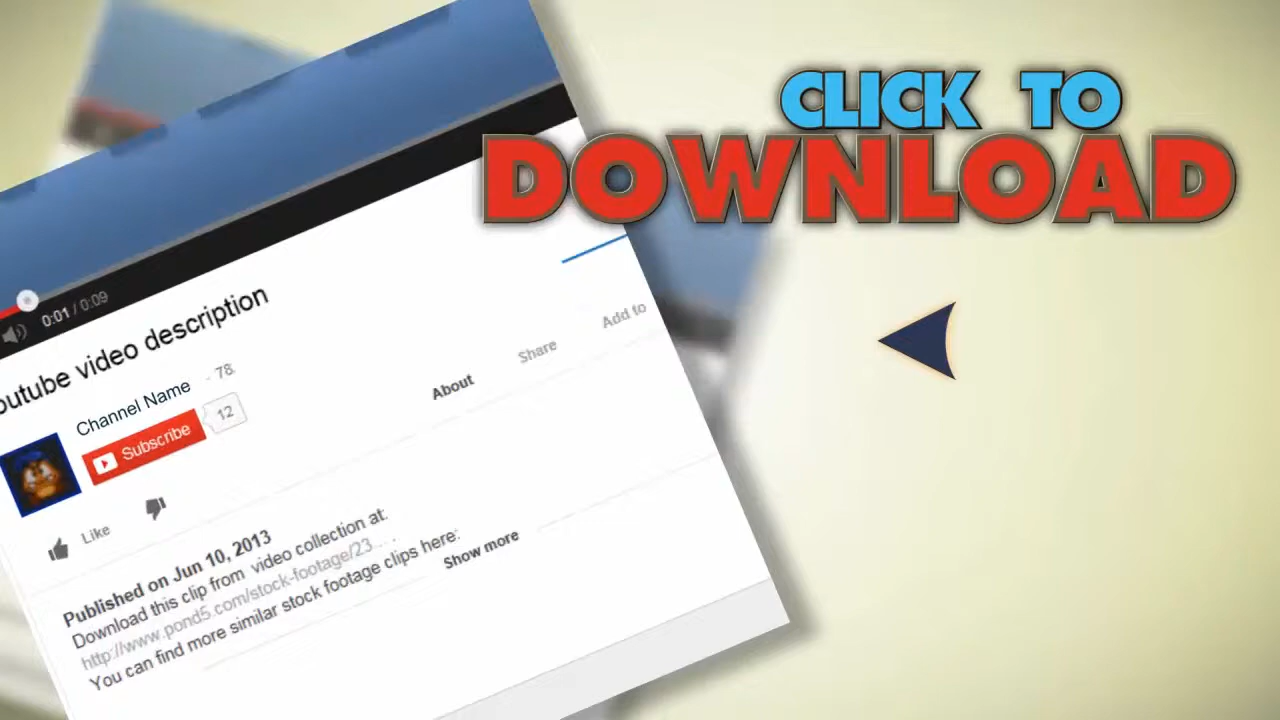 CLICK TO
DOWNLOAD
0:01 / 0:09
outube video description
Channel Name - 78
Subscribe 12
About Share Add to
Like
Published on Jun 10, 2013
Download this clip from video collection at:
http://www.pond5.com/stock-footage/23...
You can find more similar stock footage clips here:
Show more